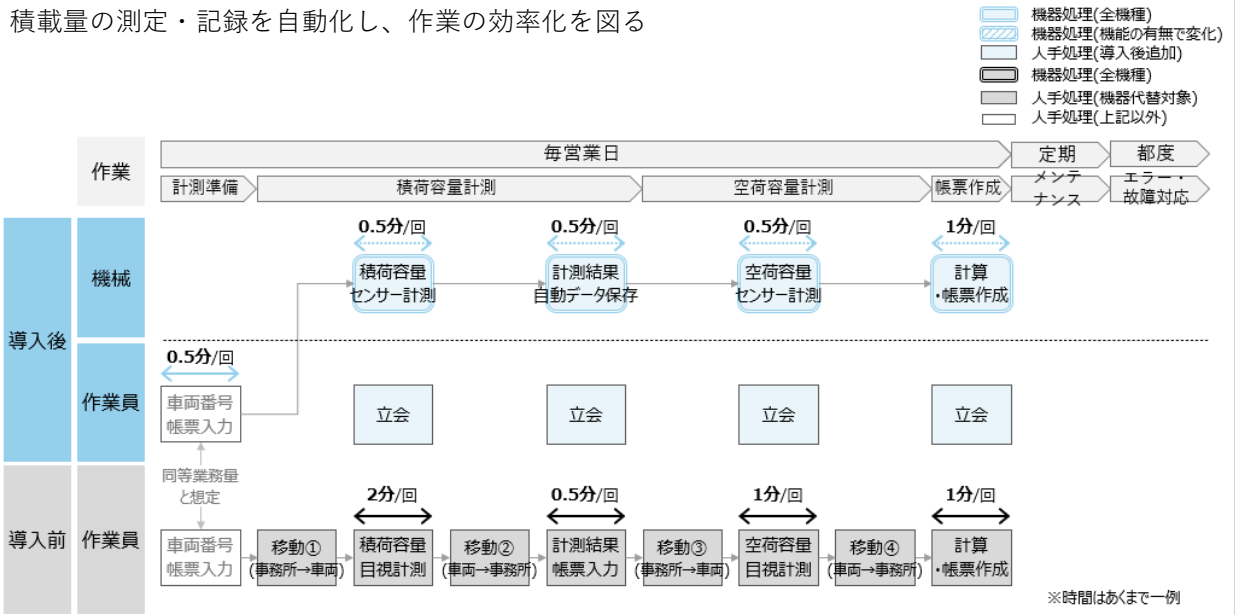 積載量の測定・記録を自動化し、作業の効率化を図る
機器処理(全機種)
機器処理(機能の有無で変化)
人手処理(導入後追加)
機器処理(全機種)
人手処理(機器代替対象)
人手処理(上記以外)
作業
毎営業日
定期
都度
計測準備
積荷容量計測
空荷容量計測
帳票作成
メンテ
ナンス
エラー・
故障対応
導入後
機械
0.5分/回
0.5分/回
0.5分/回
1分/回
積荷容量
センサー計測
計測結果
自動データ保存
空荷容量
センサー計測
計算
・帳票作成
作業員
0.5分/回
車両番号
帳票入力
立会
立会
立会
立会
同等業務量
と想定
導入前
作業員
2分/回
0.5分/回
1分/回
1分/回
車両番号
帳票入力
移動①
(事務所→車両)
積荷容量
目視計測
移動②
(車両→事務所)
計測結果
帳票入力
移動③
(事務所→車両)
空荷容量
目視計測
移動④
(車両→事務所)
計算
・帳票作成
※時間はあくまで一例